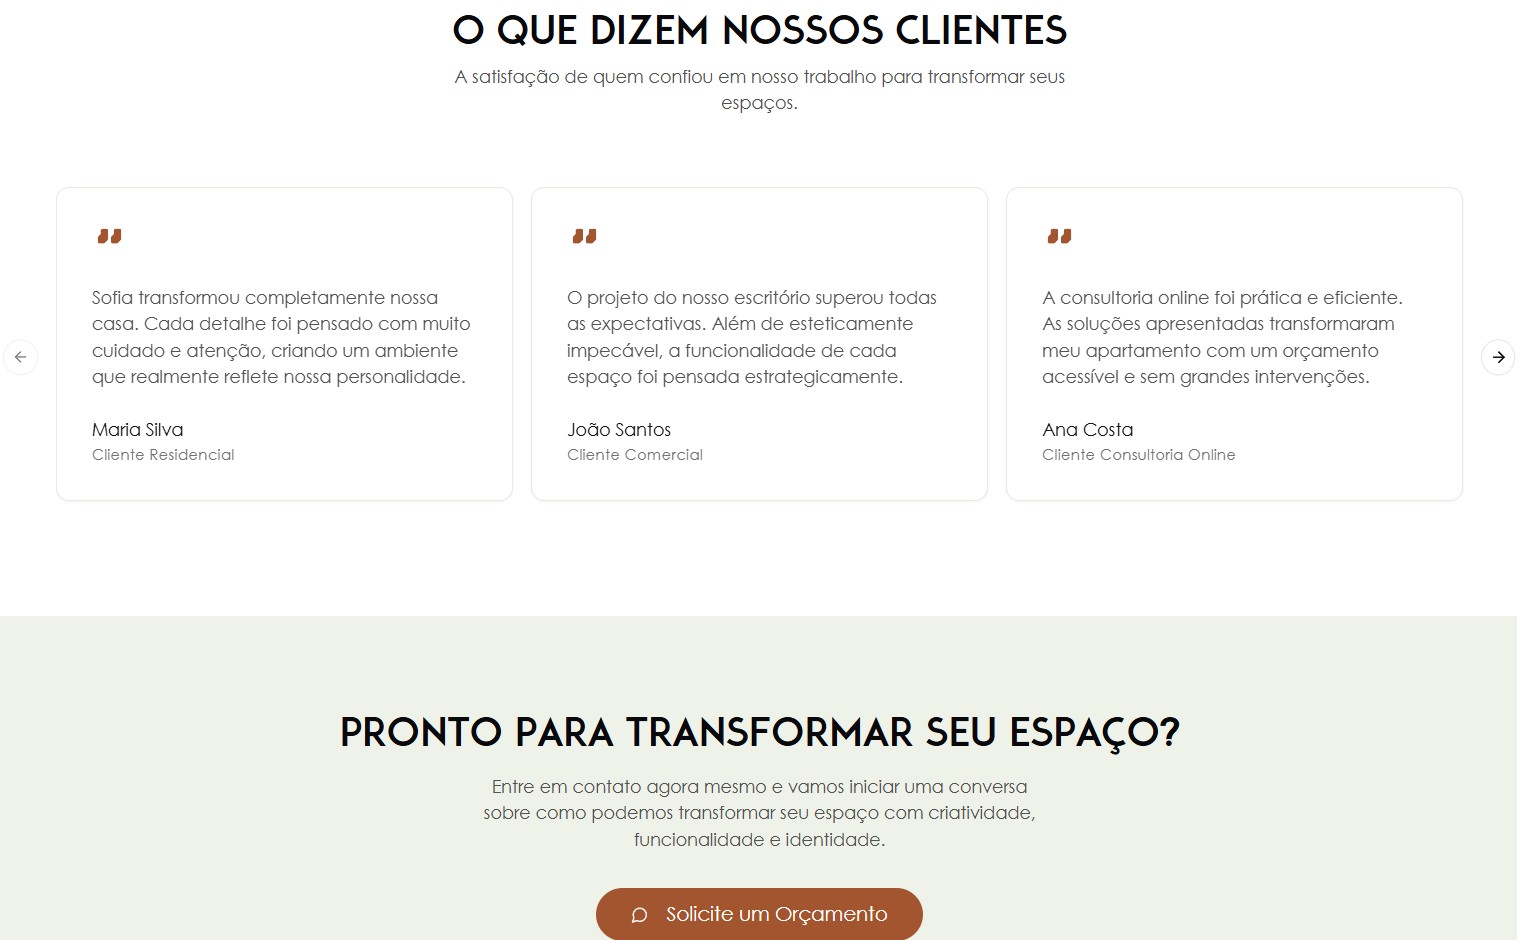 O QUE DIZEM NOSSOS CLIENTES
A satisfação de quem confiou em nosso trabalho para transformar seus
espaços.
"
Sofia transformou completamente nossa
casa. Cada detalhe foi pensado com muito
cuidado e atenção, criando um ambiente
que realmente reflete nossa personalidade.
Maria Silva
Cliente Residencial
"
O projeto do nosso escritório superou todas
as expectativas. Além de esteticamente
impecável, a funcionalidade de cada
espaço foi pensada estrategicamente.
João Santos
Cliente Comercial
"
A consultoria online foi prática e eficiente.
As soluções apresentadas transformaram
meu apartamento com um orçamento
acessível e sem grandes intervenções.
Ana Costa
Cliente Consultoria Online
PRONTO PARA TRANSFORMAR SEU ESPAÇO?
Entre em contato agora mesmo e vamos iniciar uma conversa
sobre como podemos transformar seu espaço com criatividade,
funcionalidade e identidade.
Solicite um Orçamento